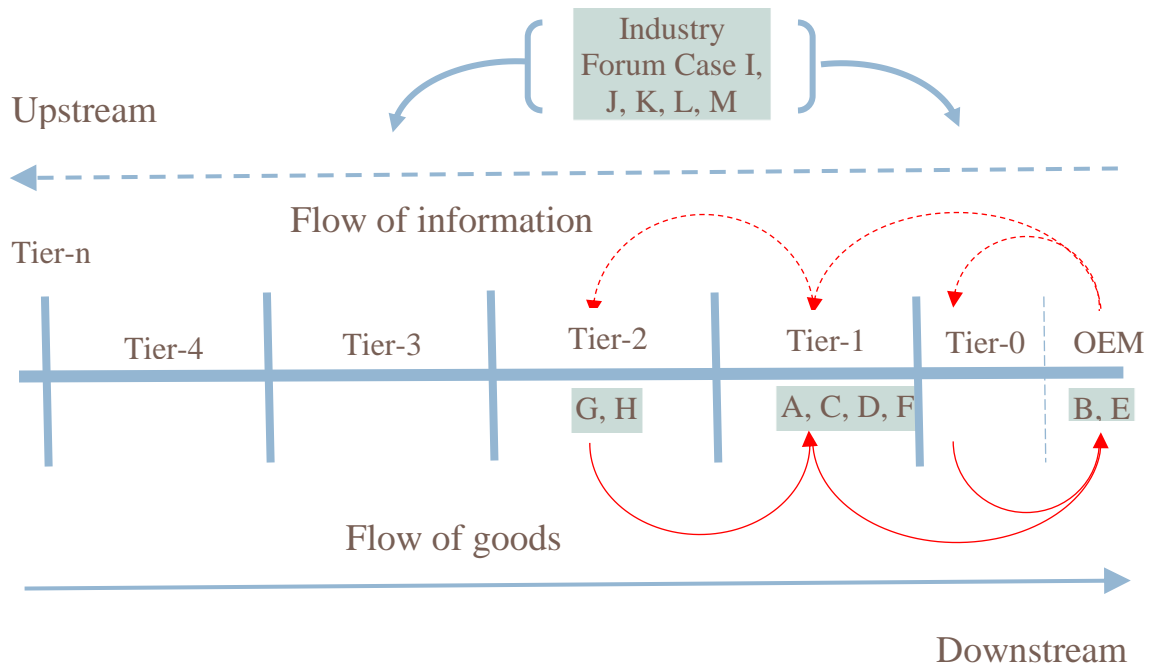 Industry
Forum Case I,
J, K, L, M
Upstream
Flow of information
Tier-n
Tier-4
Tier-3
Tier-2
Tier-1
Tier-0
OEM
G, H
A, C, D, F
B, E
Flow of goods
Downstream